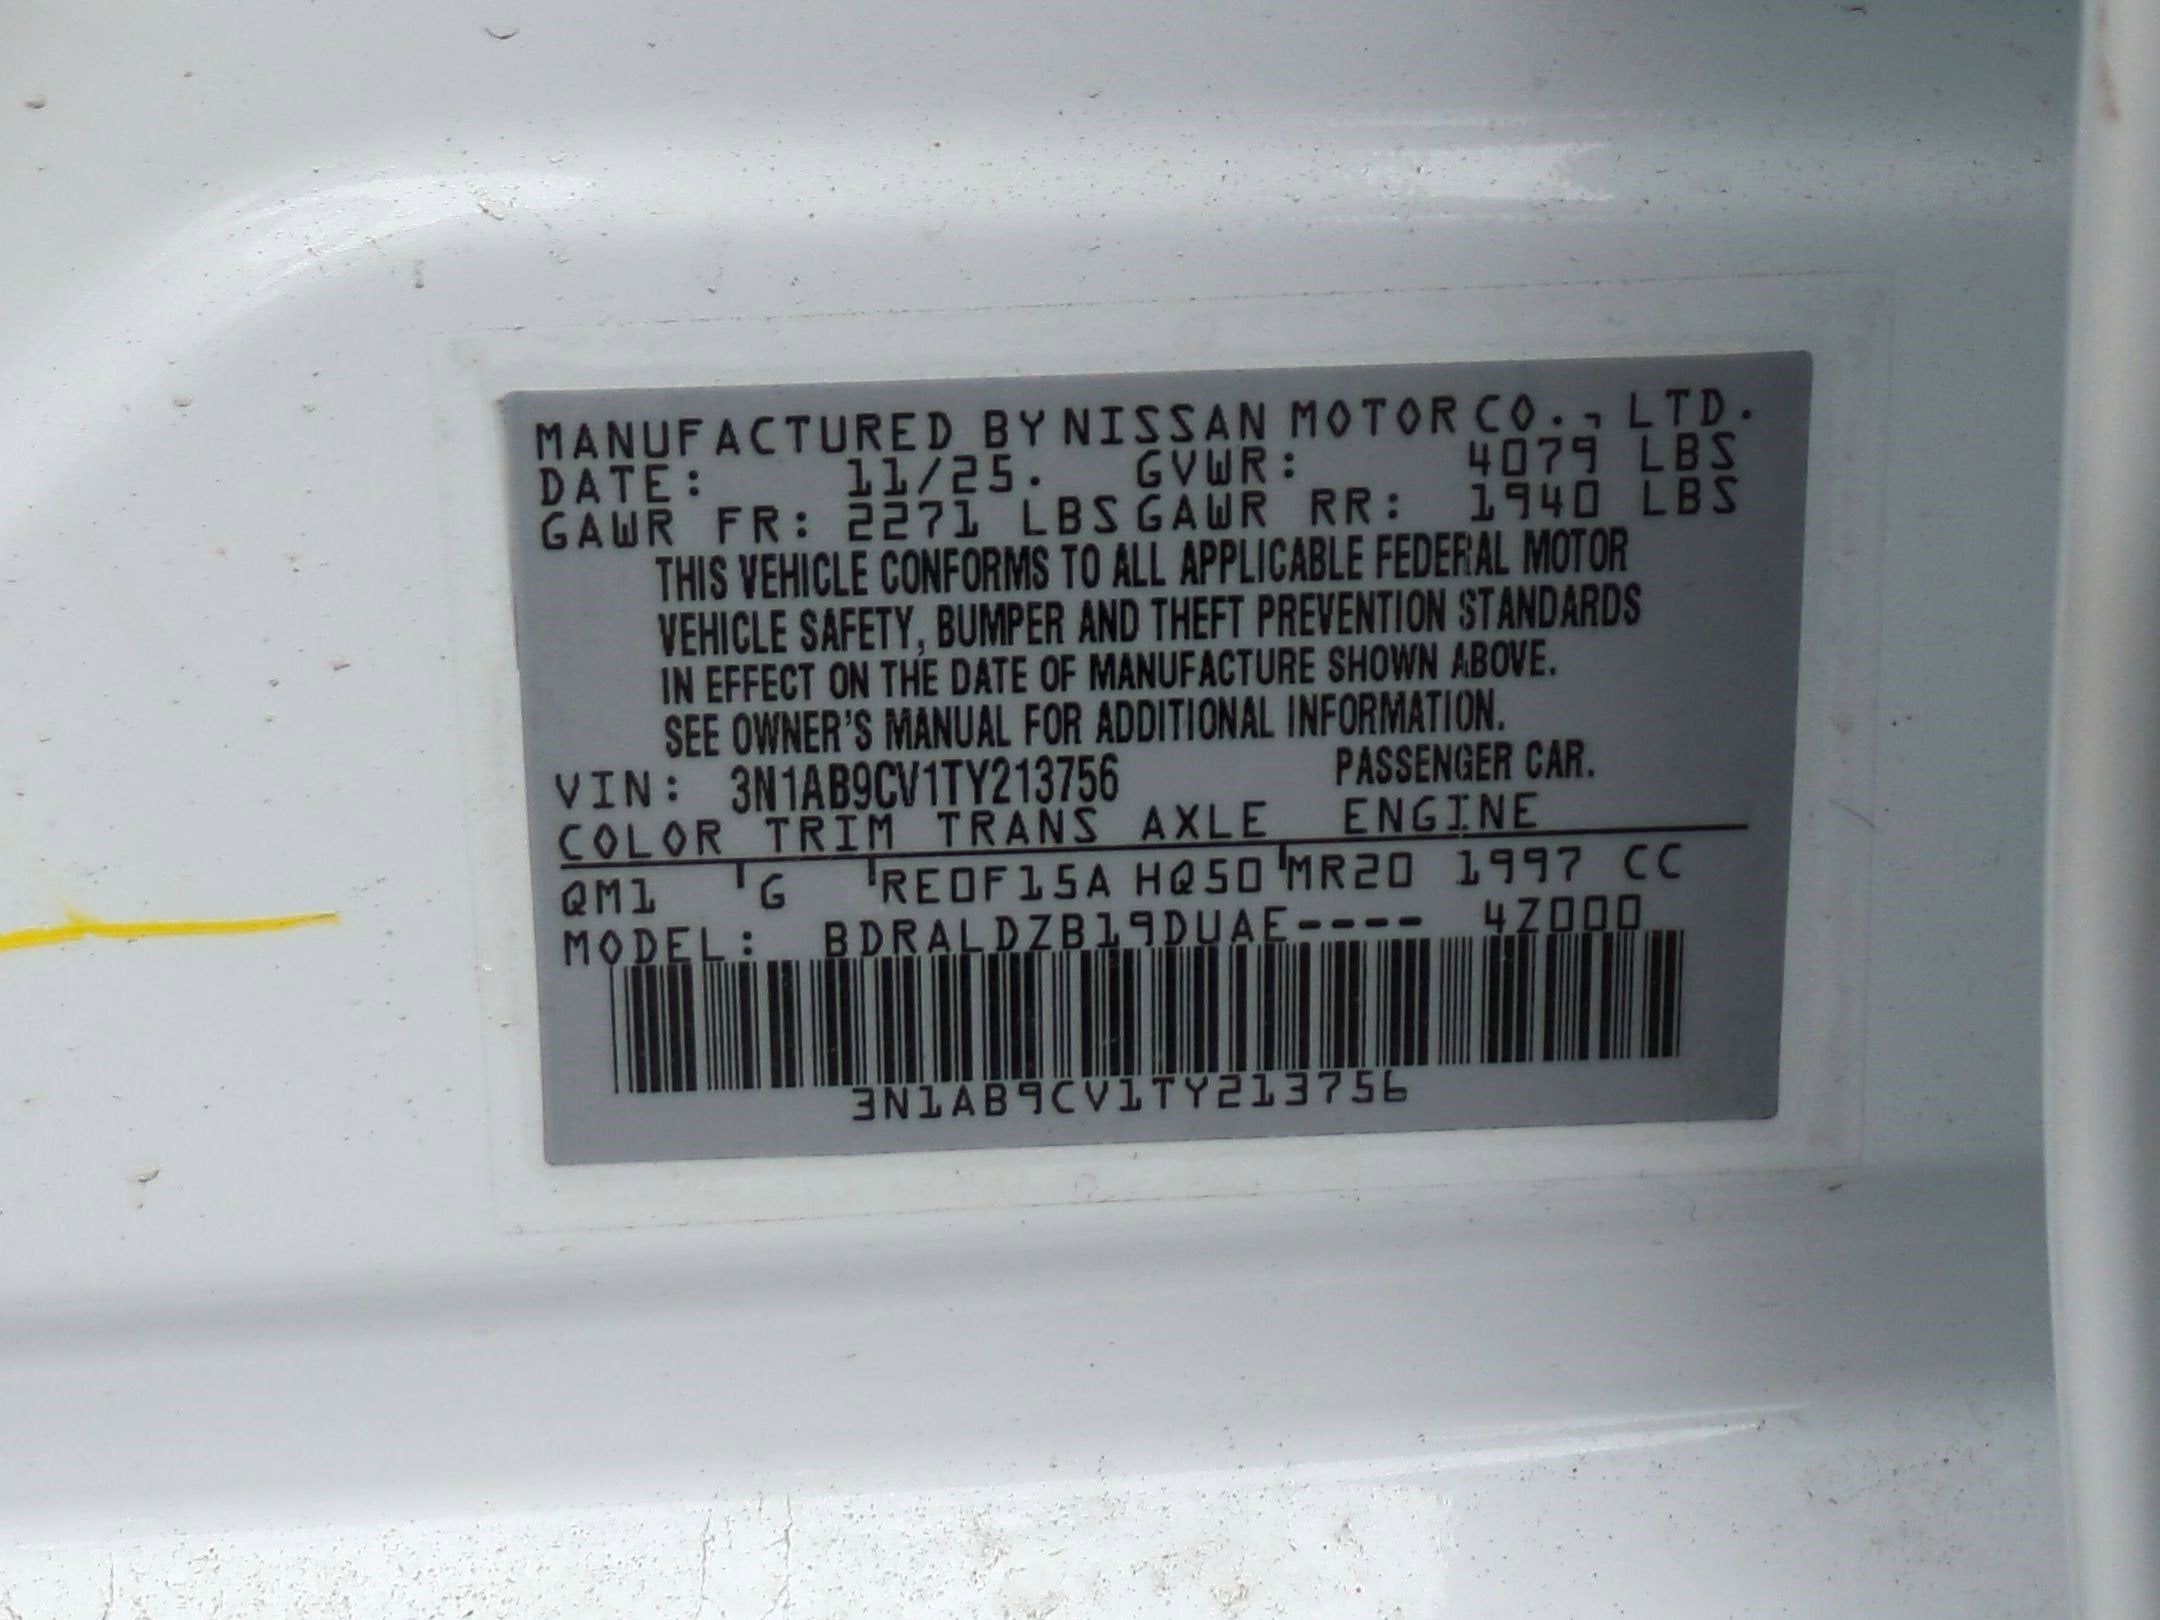 MANUFACTURED BY NISSAN MOTOR CO., LTD.
DATE: 11/25. GVWR: 4079 LBS
GAWR FR: 2271 LBS GAWR RR: 1940 LBS
THIS VEHICLE CONFORMS TO ALL APPLICABLE FEDERAL MOTOR
VEHICLE SAFETY, BUMPER AND THEFT PREVENTION STANDARDS
IN EFFECT ON THE DATE OF MANUFACTURE SHOWN ABOVE.
SEE OWNER'S MANUAL FOR ADDITIONAL INFORMATION.
VIN: 3N1AB9CV1TY213756 PASSENGER CAR.
COLOR TRIM TRANS AXLE ENGINE
QM1 G RE0F15A HQ50 MR20 1997 CC
MODEL: BDRALDZB19DUAE---- 4Z000
3N1AB9CV1TY213756